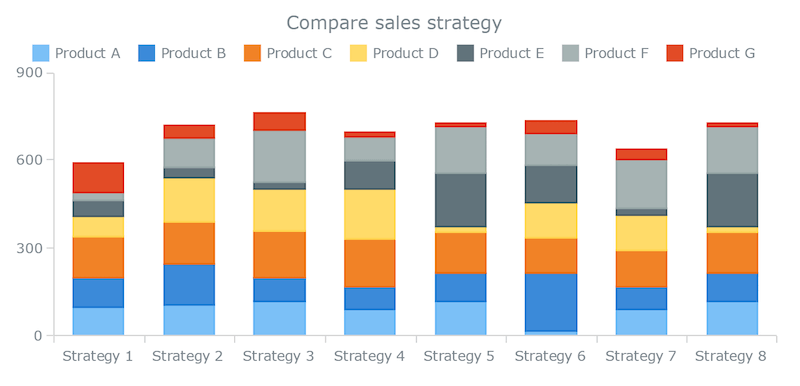 Compare sales strategy
Product A Product B Product C Product D Product E Product F Product G
900
600
300
0
Strategy 1 Strategy 2 Strategy 3 Strategy 4 Strategy 5 Strategy 6 Strategy 7 Strategy 8